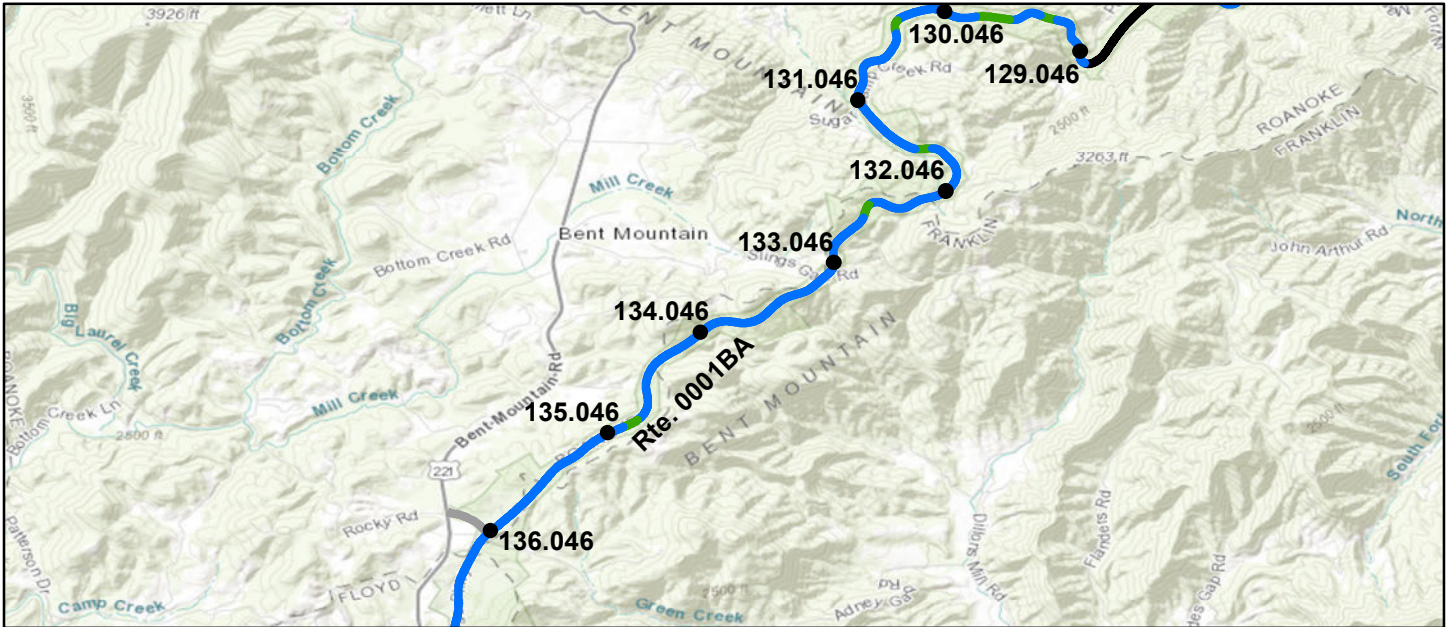 3926 ft
ett Ln
130.046
129.046
131.046
Creek Rd
BENT MOUNTAIN
Sugar
3500 ft
Bottom Creek
2500 ft
ROANOKE
FRANKLIN
3263 ft
132.046
Mill Creek
Bent Mountain
FRANKLIN
133.046
Slings Gap Rd
North
John Arthur Rd
Bottom Creek Rd
Bottom Creek
Big Laurel Creek
134.046
Rte. 0001BA
BENT MOUNTAIN
ROANOKE
Bottom Creek Ln
2500 ft
Mill Creek
Bent-Mountain-Rd
135.046
2500 ft
South Fork
221
Rocky Rd
136.046
Patterson Dr
FLOYD
Camp Creek
2500 ft
Green Creek
Adney Gap Rd
Dillons Mill Rd
Flanders Rd
des Gap Rd